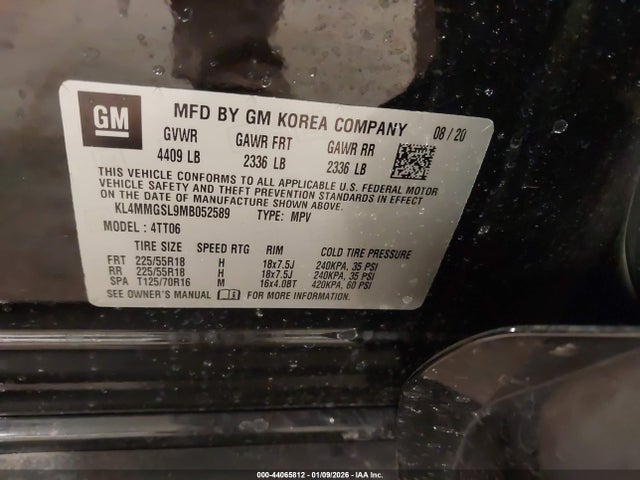 GM
MFD BY GM KOREA COMPANY 08 / 20
GVWR GAWR FRT GAWR RR
4409 LB 2336 LB 2336 LB
THIS VEHICLE CONFORMS TO ALL APPLICABLE U.S. FEDERAL MOTOR
VEHICLE SAFETY AND THEFT PREVENTION STANDARDS IN EFFECT
ON THE DATE OF MANUFACTURE SHOWN ABOVE.
KL4MMGSL9MB052589 TYPE: MPV
MODEL : 4TT06
TIRE SIZE SPEED RTG RIM COLD TIRE PRESSURE
FRT 225/55R18 H 18x7.5J 240KPA, 35 PSI
RR 225/55R18 H 18x7.5J 240KPA, 35 PSI
SPA T125/70R16 M 16x4.0BT 420KPA, 60 PSI
SEE OWNER'S MANUAL FOR MORE INFORMATION.
000-44065812 - 01/09/2026 - IAA Inc.